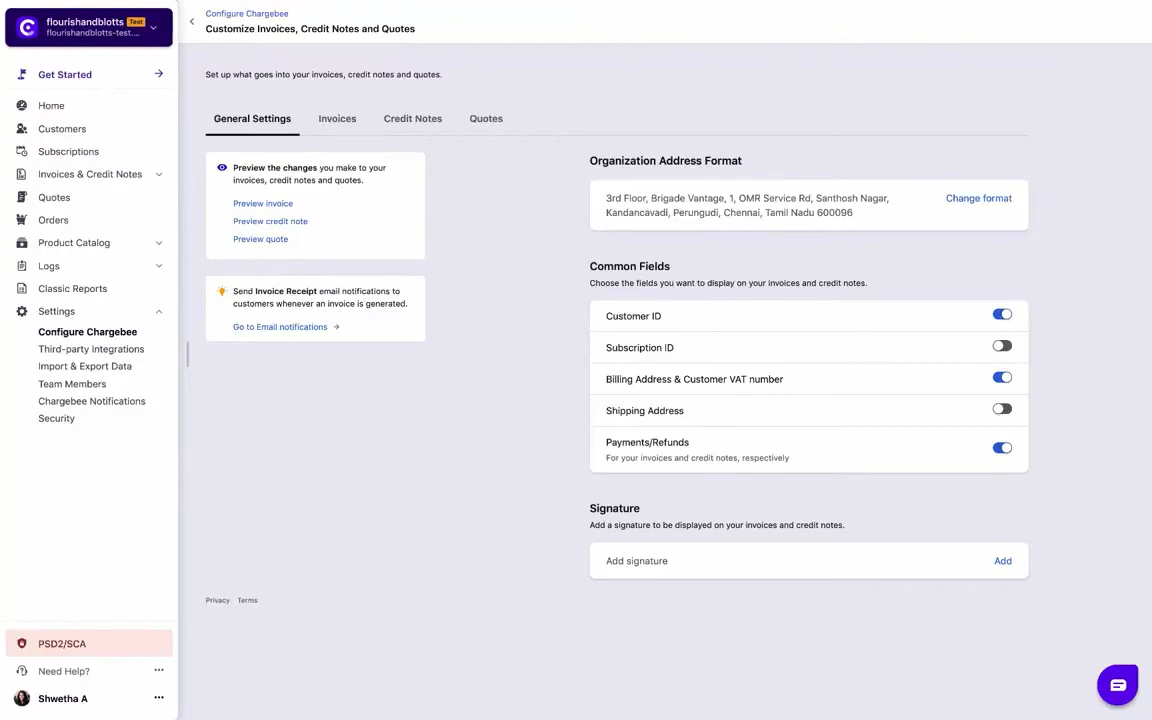 flourishandblotts Test
flourishandblotts-test....
Get Started
Home
Customers
Subscriptions
Invoices & Credit Notes
Quotes
Orders
Product Catalog
Logs
Classic Reports
Settings
Configure Chargebee
Third-party Integrations
Import & Export Data
Team Members
Chargebee Notifications
Security
PSD2/SCA
Need Help?
Shwetha A
Configure Chargebee
Customize Invoices, Credit Notes and Quotes
Set up what goes into your invoices, credit notes and quotes.
General Settings Invoices Credit Notes Quotes
Preview the changes you make to your
invoices, credit notes and quotes.
Preview invoice
Preview credit note
Preview quote
Send Invoice Receipt email notifications to
customers whenever an invoice is generated.
Go to Email notifications →
Organization Address Format
3rd Floor, Brigade Vantage, 1, OMR Service Rd, Santhosh Nagar,
Kandancavadi, Perungudi, Chennai, Tamil Nadu 600096
Change format
Common Fields
Choose the fields you want to display on your invoices and credit notes.
Customer ID
Subscription ID
Billing Address & Customer VAT number
Shipping Address
Payments/Refunds
For your invoices and credit notes, respectively
Signature
Add a signature to be displayed on your invoices and credit notes.
Add signature Add
Privacy Terms